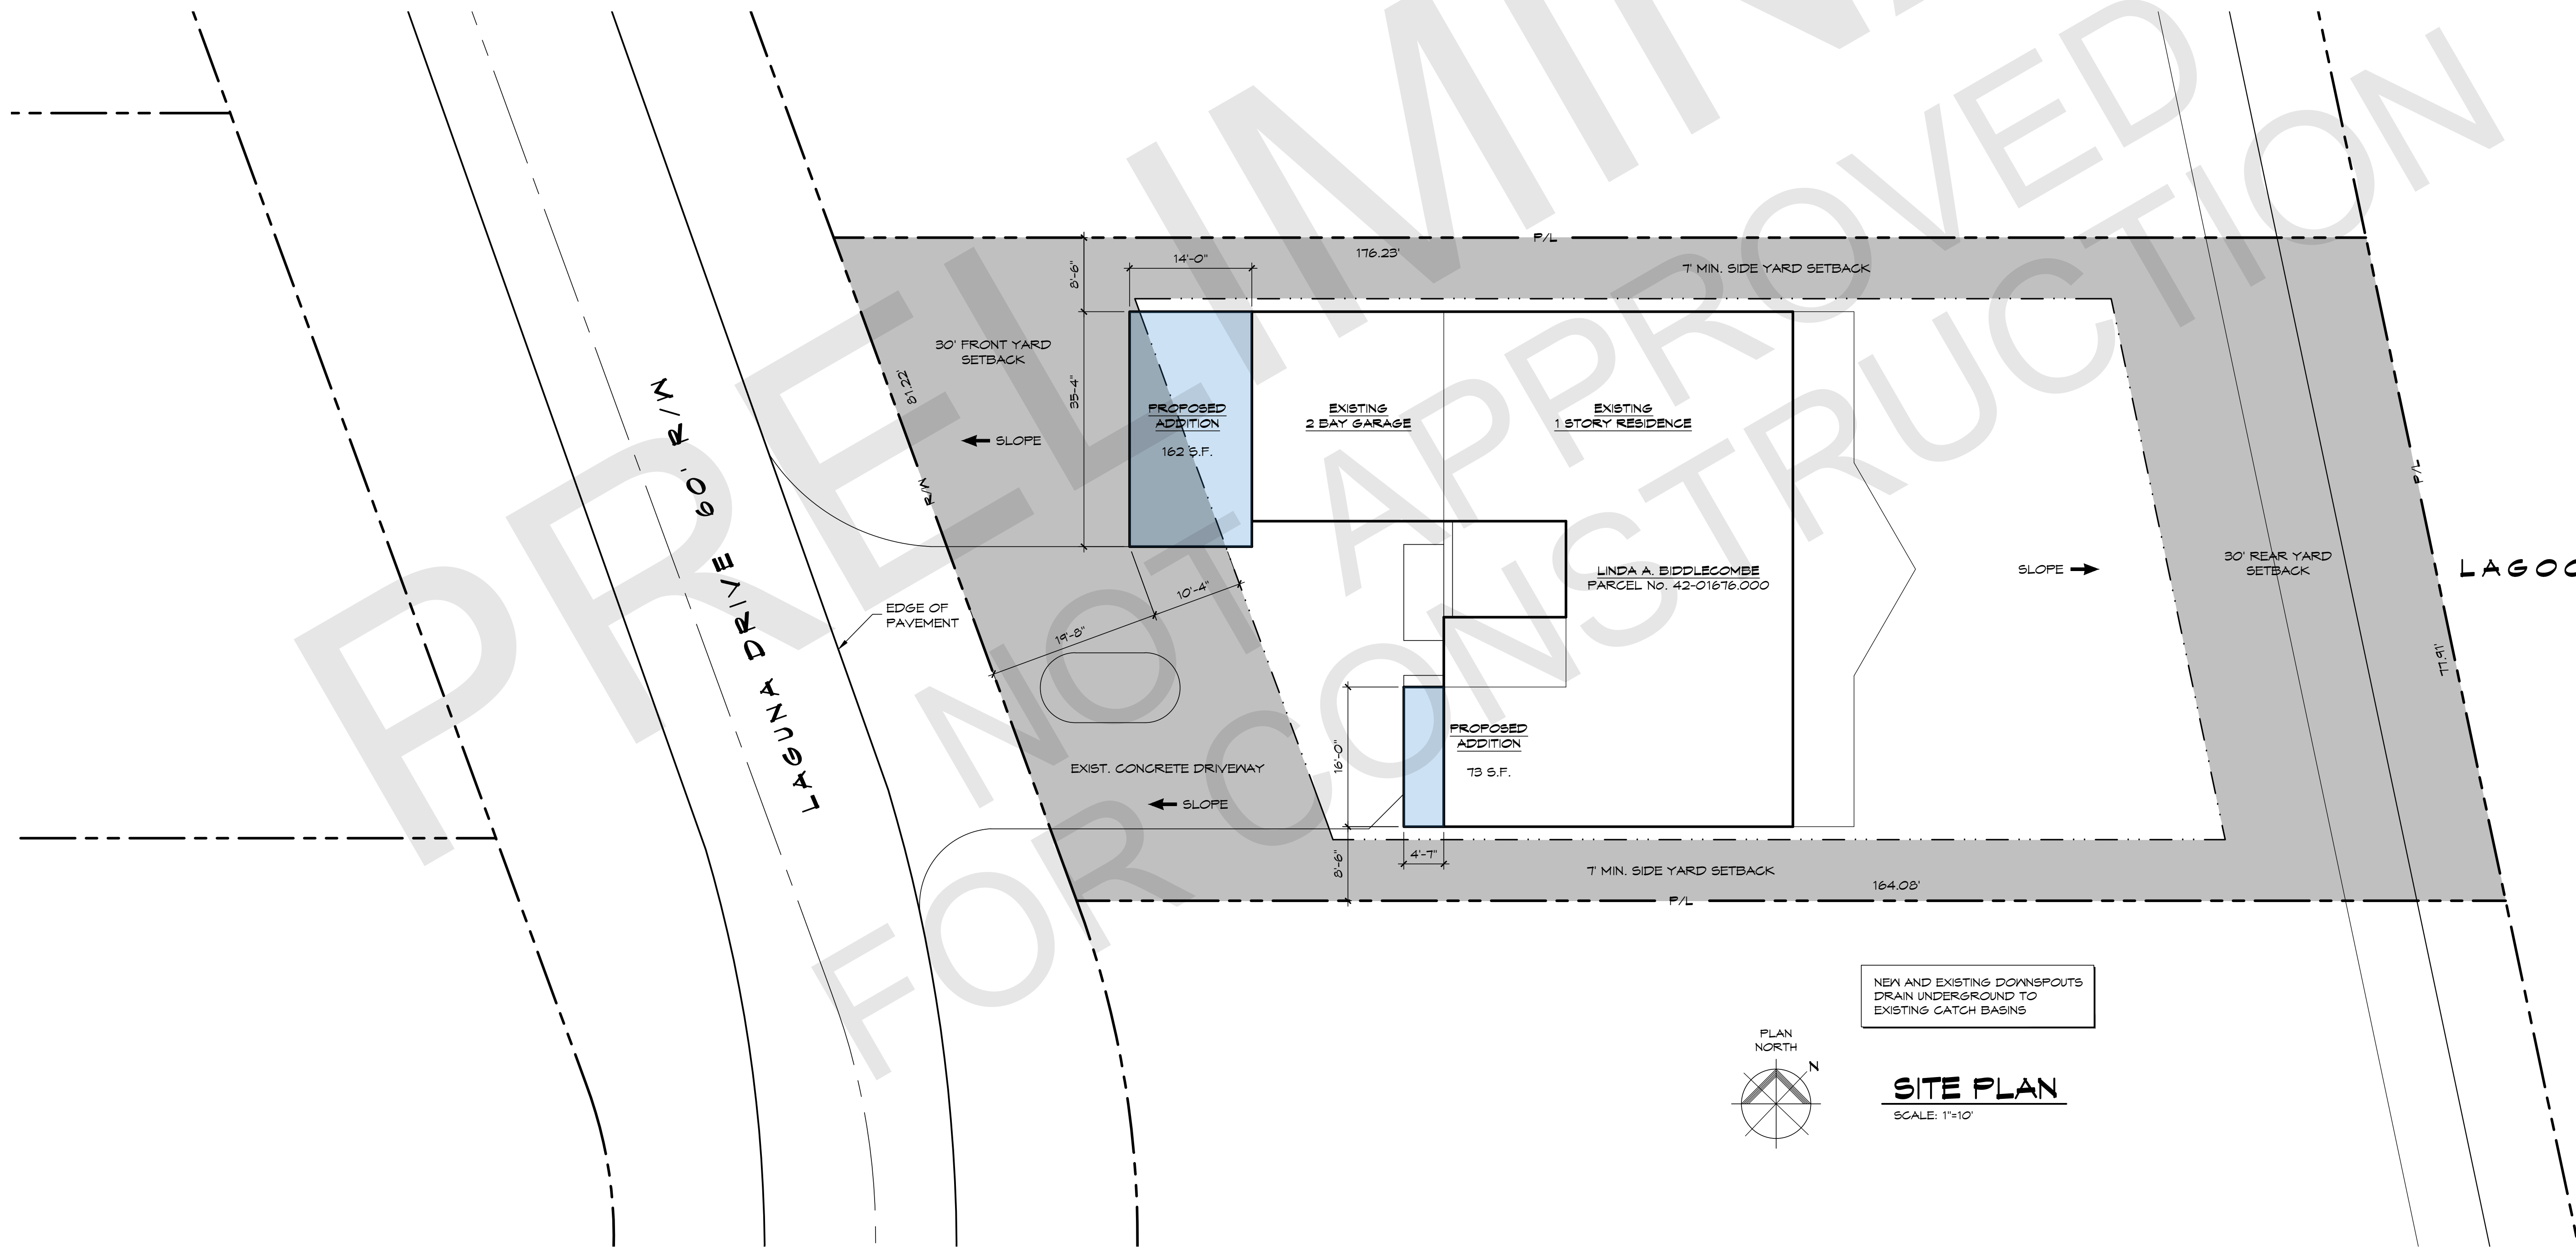 PRELIMIN
NOT APPROVED
FOR CONSTRUCTION
P/L
176.23'
7' MIN. SIDE YARD SETBACK
14'-0"
8'-6"
30' FRONT YARD
SETBACK
81.22'
R/W
35'-4"
SLOPE
PROPOSED
ADDITION
162 S.F.
EXISTING
2 BAY GARAGE
EXISTING
1 STORY RESIDENCE
LINDA A. BIDDLECOMBE
PARCEL No. 42-01676.000
SLOPE
30' REAR YARD
SETBACK
P/L
77.91'
LAGOO
LAGUNA DRIVE 60' R/W
EDGE OF
PAVEMENT
10'-4"
19'-8"
PROPOSED
ADDITION
73 S.F.
16'-0"
EXIST. CONCRETE DRIVEWAY
SLOPE
4'-7"
8'-6"
7' MIN. SIDE YARD SETBACK
164.08'
P/L
NEW AND EXISTING DOWNSPOUTS
DRAIN UNDERGROUND TO
EXISTING CATCH BASINS
PLAN
NORTH
N
SITE PLAN
SCALE: 1"=10'